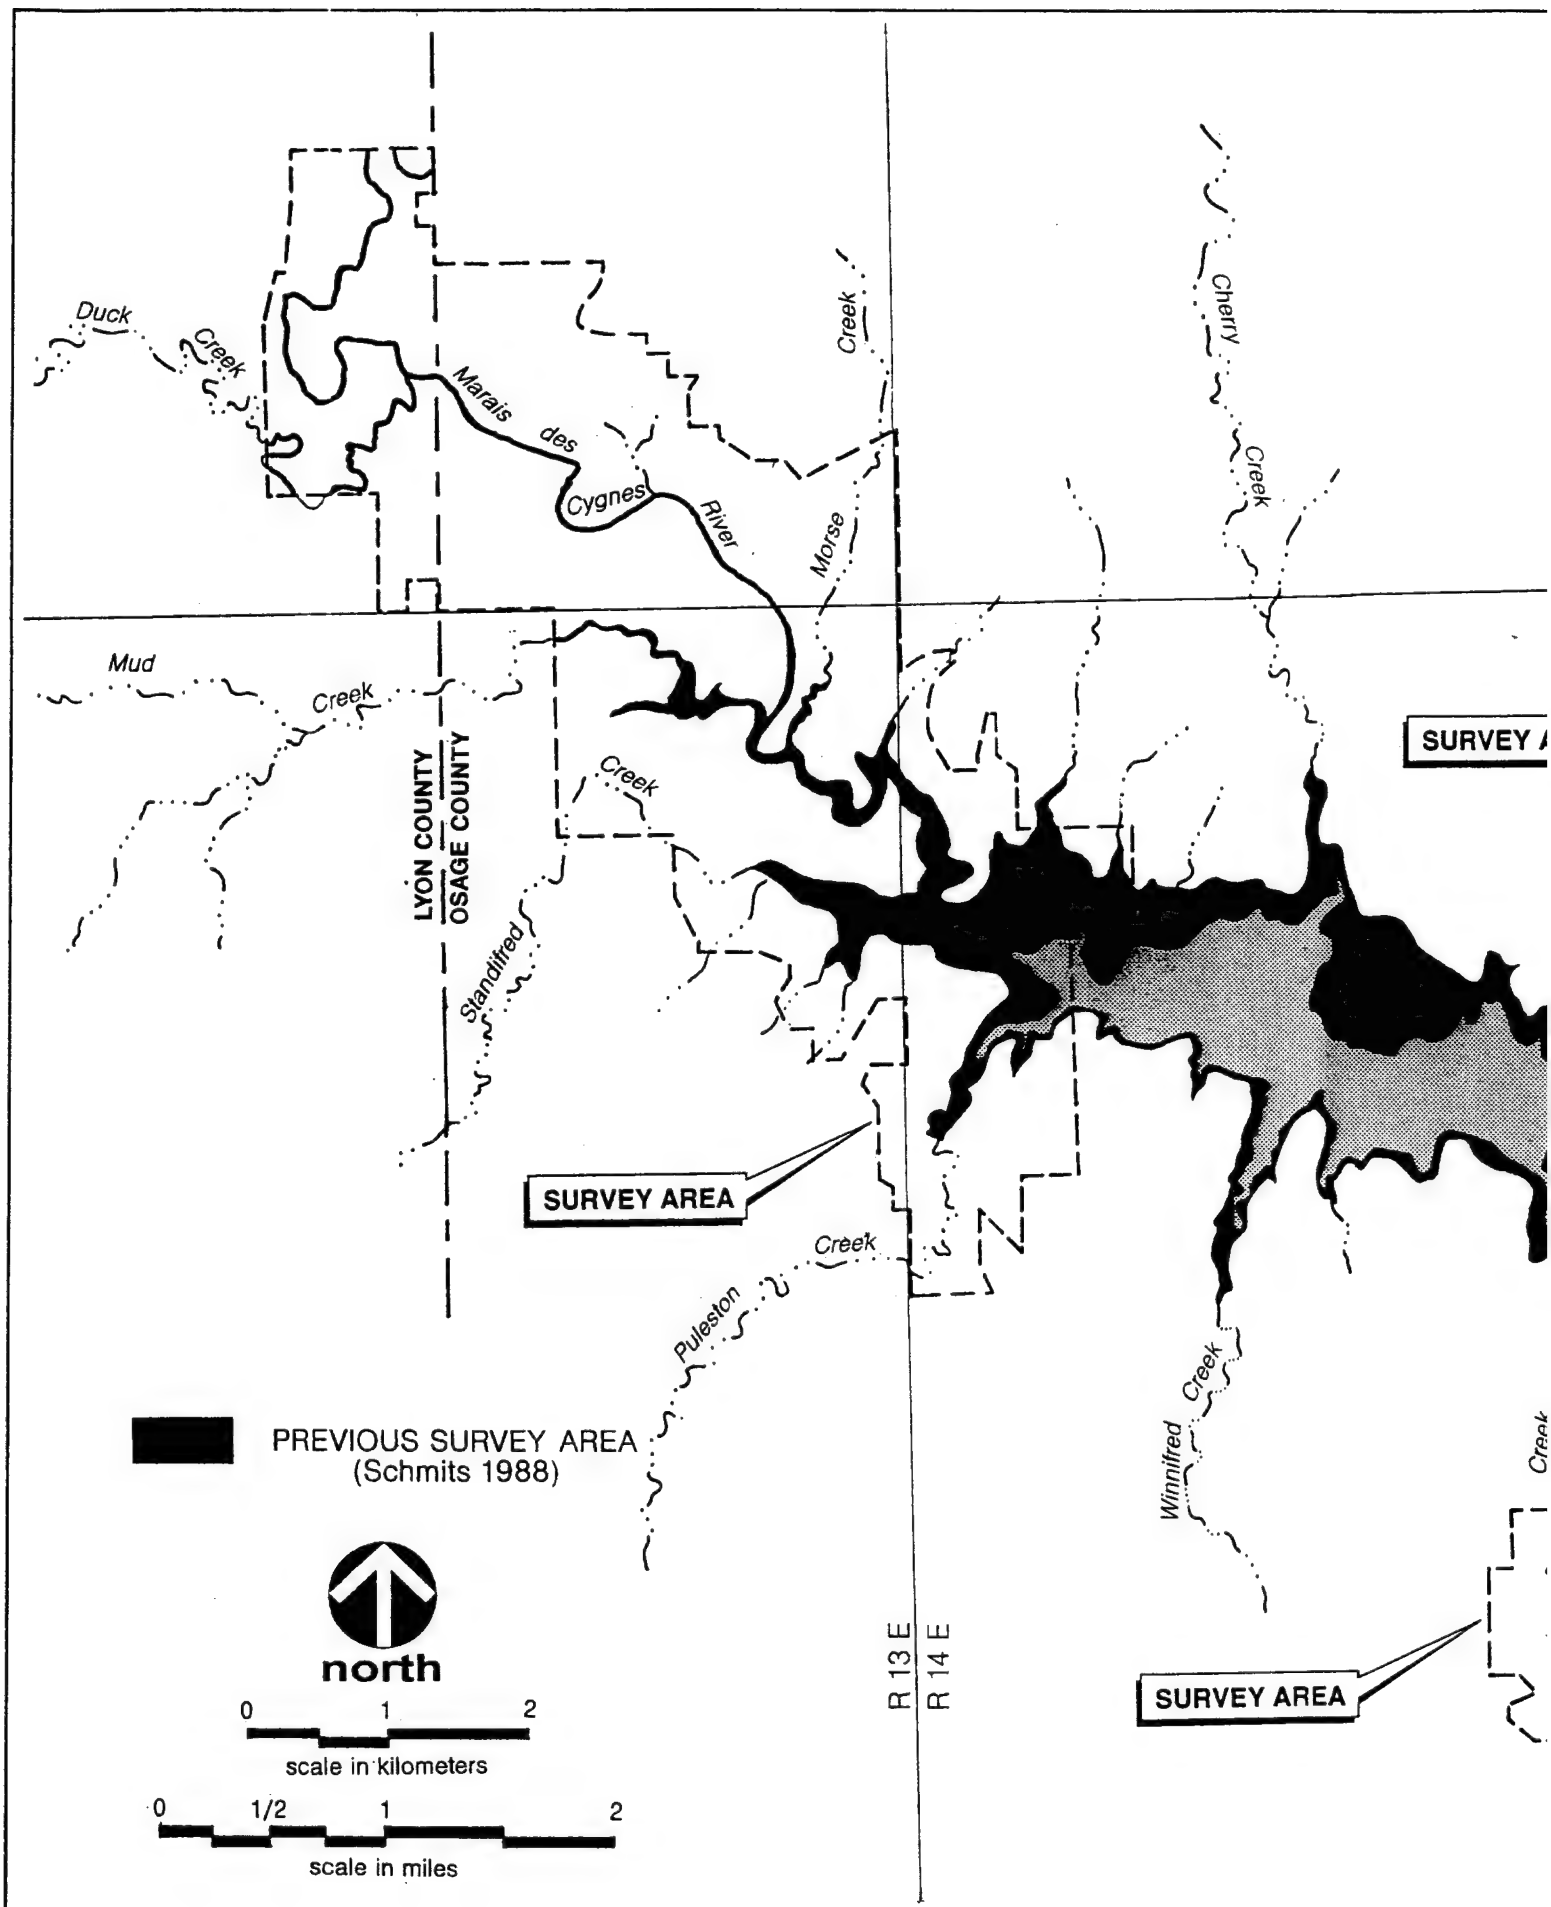 Duck
Creek
Marais
des
Cygnes
River
Creek
Morse
Cherry
Creek
Mud
Creek
LYON COUNTY
OSAGE COUNTY
Creek
Standifred
SURVEY A
SURVEY AREA
Creek
Puleston
Creek
Winnifred
Creek
PREVIOUS SURVEY AREA
(Schmits 1988)
north
R 13 E
R 14 E
SURVEY AREA
0 1 2
scale in kilometers
0 1/2 1 2
scale in miles